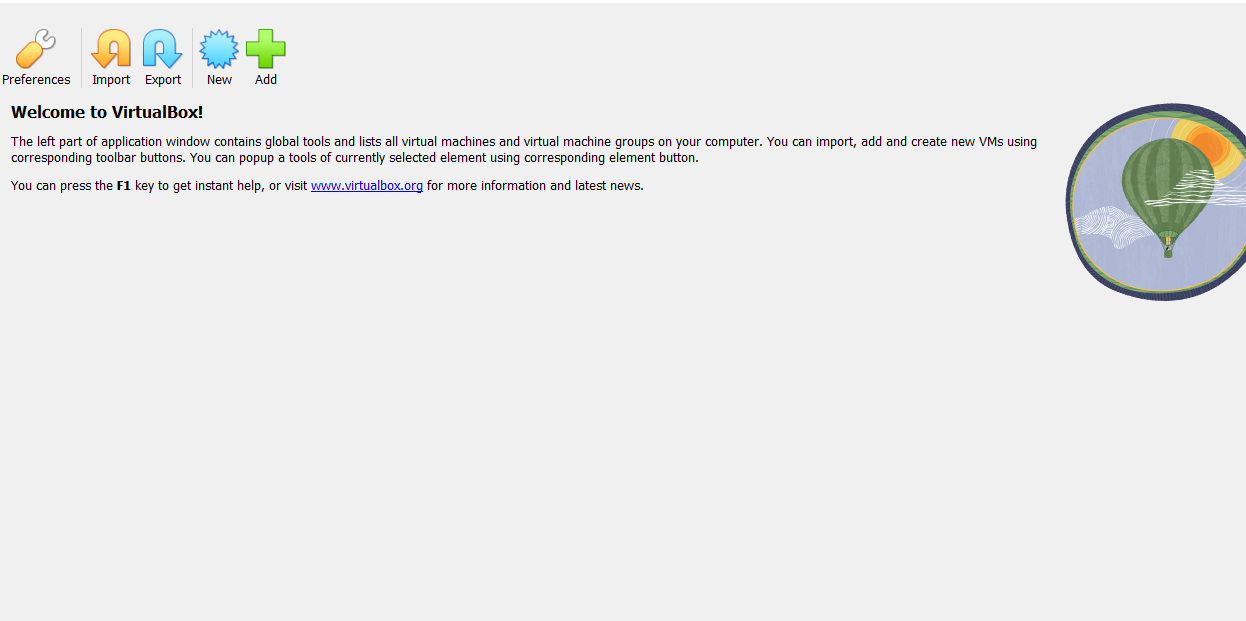 Preferences Import Export New Add
Welcome to VirtualBox!
The left part of application window contains global tools and lists all virtual machines and virtual machine groups on your computer. You can import, add and create new VMs using
corresponding toolbar buttons. You can popup a tools of currently selected element using corresponding element button.
You can press the F1 key to get instant help, or visit www.virtualbox.org for more information and latest news.